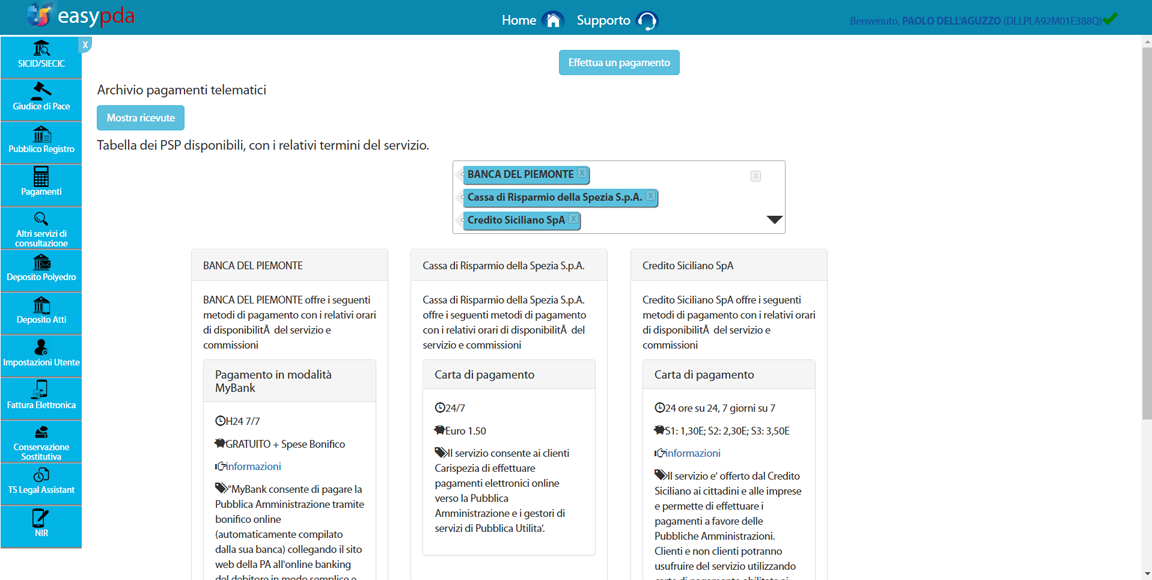 easypda
Home
Supporto
Benvenuto, PAOLO DELL'AGUZZO (DLLPLA92M01E388Q)
x
SICID/SIECIC
Giudice di Pace
Pubblico Registro
Pagamenti
Altri servizi di
consultazione
Deposito Polyedro
Deposito Atti
Impostazioni Utente
Fattura Elettronica
Conservazione
Sostitutiva
TS Legal Assistant
NIR
Effettua un pagamento
Archivio pagamenti telematici
Mostra ricevute
Tabella dei PSP disponibili, con i relativi termini del servizio.
BANCA DEL PIEMONTE x
x
Cassa di Risparmio della Spezia S.p.A. x
Credito Siciliano SpA x
BANCA DEL PIEMONTE
BANCA DEL PIEMONTE offre i seguenti
metodi di pagamento con i relativi orari
di disponibilitÃ del servizio e
commissioni
Pagamento in modalità
MyBank
H24 7/7
GRATUITO + Spese Bonifico
informazioni
"MyBank consente di pagare la
Pubblica Amministrazione tramite
bonifico online
(automaticamente compilato
dalla sua banca) collegando il sito
web della PA all'online banking
del debitore in modo semplice e
Cassa di Risparmio della Spezia S.p.A.
Cassa di Risparmio della Spezia S.p.A.
offre i seguenti metodi di pagamento
con i relativi orari di disponibilitÃ del
servizio e commissioni
Carta di pagamento
24/7
Euro 1.50
Il servizio consente ai clienti
Carispezia di effettuare
pagamenti elettronici online
verso la Pubblica
Amministrazione e i gestori di
servizi di Pubblica Utilita'.
Credito Siciliano SpA
Credito Siciliano SpA offre i seguenti
metodi di pagamento con i relativi orari
di disponibilitÃ del servizio e
commissioni
Carta di pagamento
24 ore su 24, 7 giorni su 7
S1: 1,30E; S2: 2,30E; S3: 3,50E
informazioni
Il servizio e' offerto dal Credito
Siciliano ai cittadini e alle imprese
e permette di effettuare i
pagamenti a favore delle
Pubbliche Amministrazioni.
Clienti e non clienti potranno
usufruire del servizio utilizzando
carte di pagamento abilitate ai